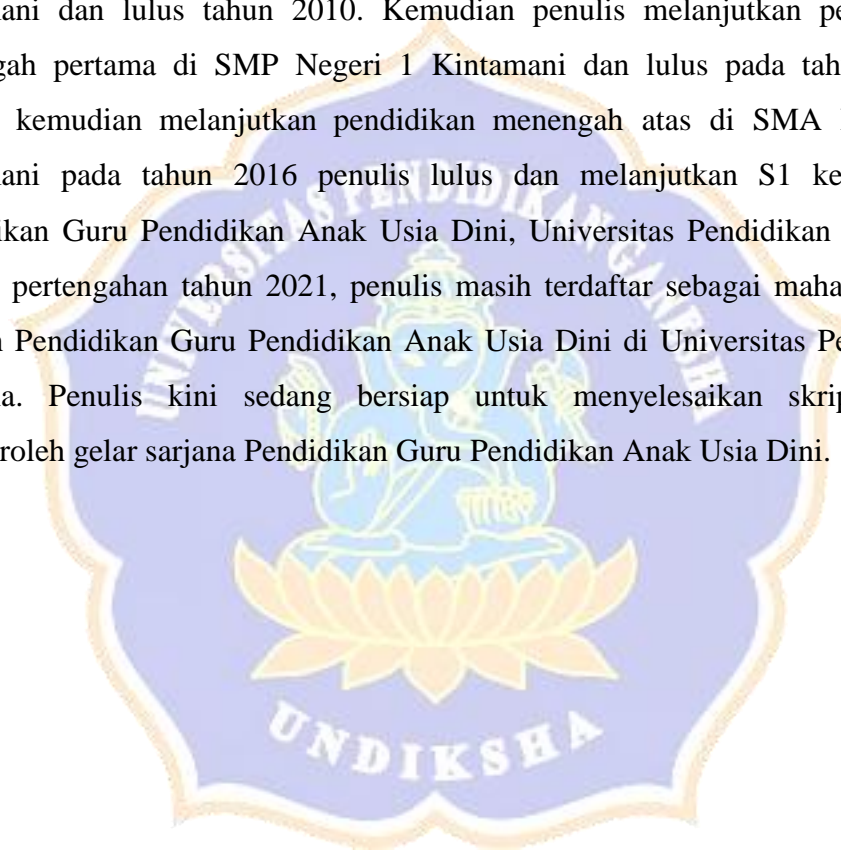 mani dan lulus tahun 2010. Kemudian penulis melanjutkan pe
gah pertama di SMP Negeri 1 Kintamani dan lulus pada tah
kemudian melanjutkan pendidikan menengah atas di SMA
ani pada tahun 2016 penulis lulus dan melanjutkan S1 ke
ikan Guru Pendidikan Anak Usia Dini, Universitas Pendidikan
pertengahan tahun 2021, penulis masih terdaftar sebagai maha
n Pendidikan Guru Pendidikan Anak Usia Dini di Universitas Pe
a. Penulis kini sedang bersiap untuk menyelesaikan skrip
roleh gelar sarjana Pendidikan Guru Pendidikan Anak Usia Dini.
UNIVERSITAS PENDIDIKAN GANESHA
UNDIKSHA